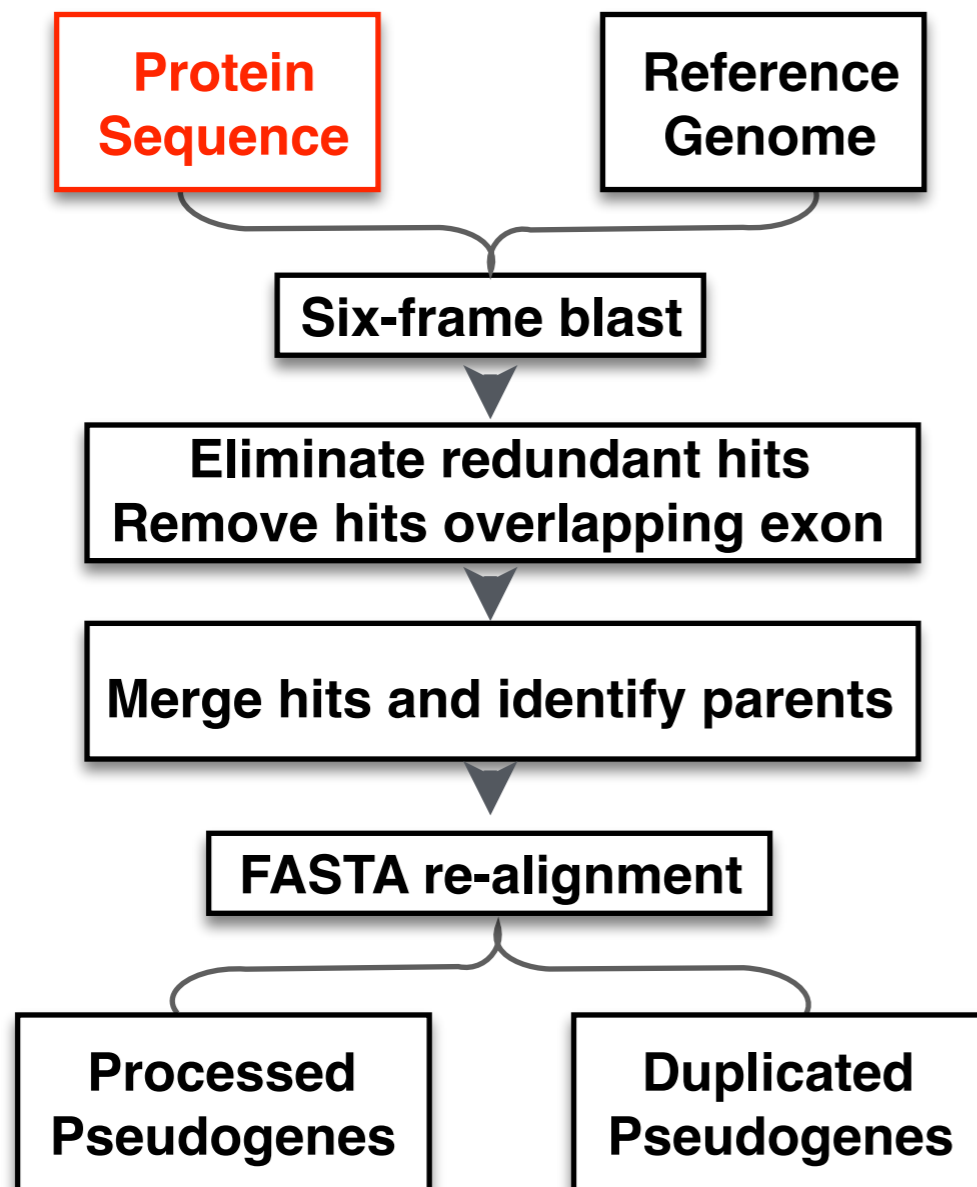 Protein
Sequence
Reference
Genome
Six-frame blast
Eliminate redundant hits
Remove hits overlapping exon
Merge hits and identify parents
FASTA re-alignment
Processed
Pseudogenes
Duplicated
Pseudogenes